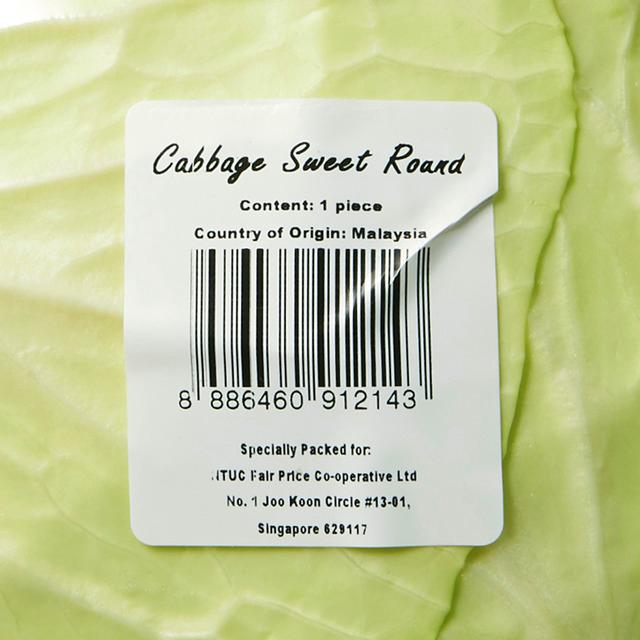 Cabbage Sweet Round
Content: 1 piece
Country of Origin: Malaysia
8 886460 912143
Specially Packed for:
NTUC Fair Price Co-operative Ltd
No. 1 Joo Koon Circle #13-01,
Singapore 629117